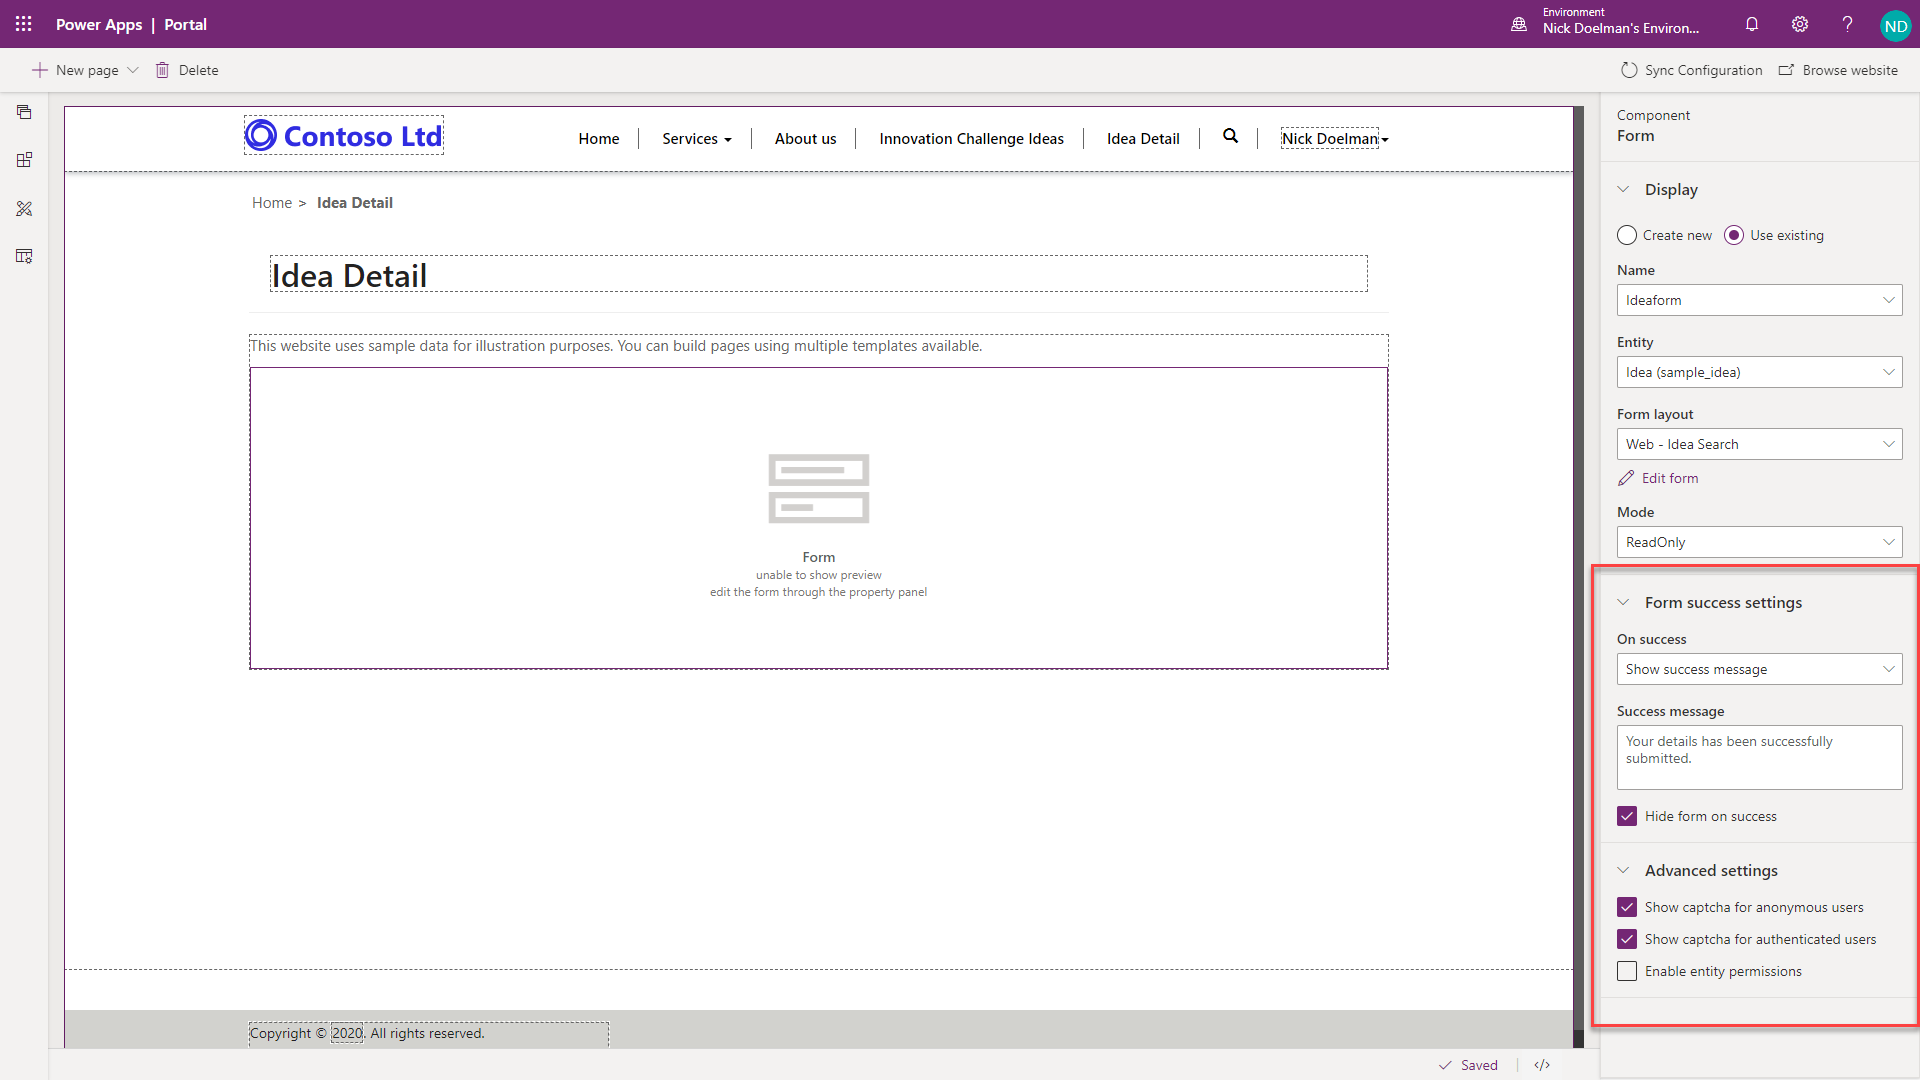 Power Apps | Portal
Environment
Nick Doelman's Environ...
ND
New page
Delete
Sync Configuration
Browse website
Contoso Ltd
Home
Services
About us
Innovation Challenge Ideas
Idea Detail
Nick Doelman
Home > Idea Detail
Idea Detail
This website uses sample data for illustration purposes. You can build pages using multiple templates available.
Form
unable to show preview
edit the form through the property panel
Copyright © 2020. All rights reserved.
Saved
</>
Component
Form
Display
Create new
Use existing
Name
Ideaform
Entity
Idea (sample_idea)
Form layout
Web - Idea Search
Edit form
Mode
ReadOnly
Form success settings
On success
Show success message
Success message
Your details has been successfully
submitted.
Hide form on success
Advanced settings
Show captcha for anonymous users
Show captcha for authenticated users
Enable entity permissions